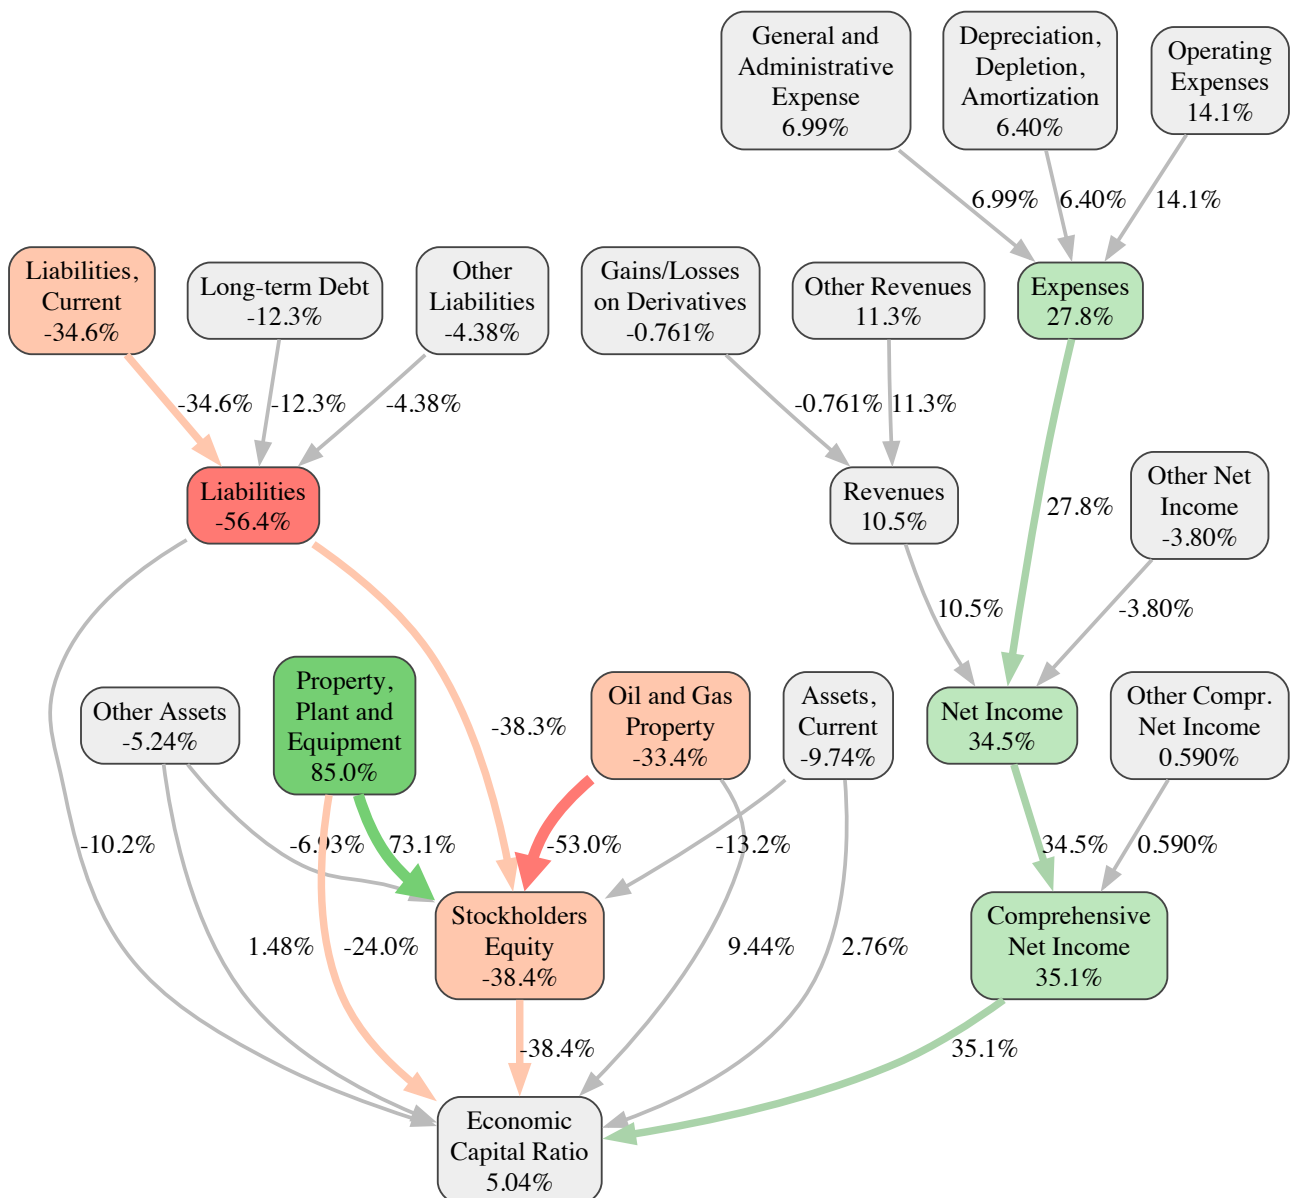 General and
Administrative
Expense
6.99%
Depreciation,
Depletion,
Amortization
6.40%
Operating
Expenses
14.1%
6.99%
6.40%
14.1%
Liabilities,
Current
-34.6%
Long-term Debt
-12.3%
Other
Liabilities
-4.38%
Gains/Losses
on Derivatives
-0.761%
Other Revenues
11.3%
Expenses
27.8%
-34.6%
-12.3%
-4.38%
-0.761%
11.3%
Liabilities
-56.4%
Revenues
10.5%
27.8%
Other Net
Income
-3.80%
10.5%
-3.80%
Other Assets
-5.24%
Property,
Plant and
Equipment
85.0%
-38.3%
Oil and Gas
Property
-33.4%
Assets,
Current
-9.74%
Net Income
34.5%
Other Compr.
Net Income
0.590%
-10.2%
-6.93%
73.1%
-53.0%
-13.2%
34.5%
0.590%
1.48%
-24.0%
Stockholders
Equity
-38.4%
9.44%
2.76%
Comprehensive
Net Income
35.1%
-38.4%
35.1%
Economic
Capital Ratio
5.04%